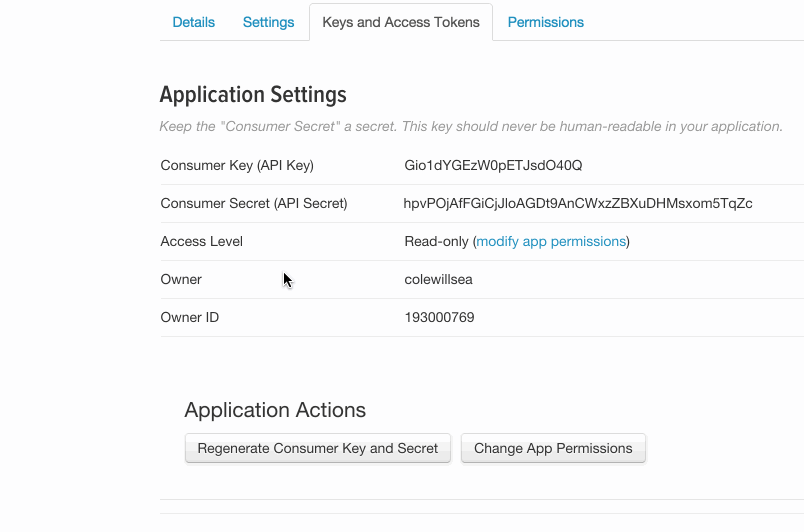 Details Settings Keys and Access Tokens Permissions
Application Settings
Keep the "Consumer Secret" a secret. This key should never be human-readable in your application.
Consumer Key (API Key) Gio1dYGEzW0pETJsdO40Q
Consumer Secret (API Secret)
Access Level Read-only (modify app permissions)
Owner colewillsea
Owner ID 193000769
Application Actions
Regenerate Consumer Key and Secret Change App Permissions